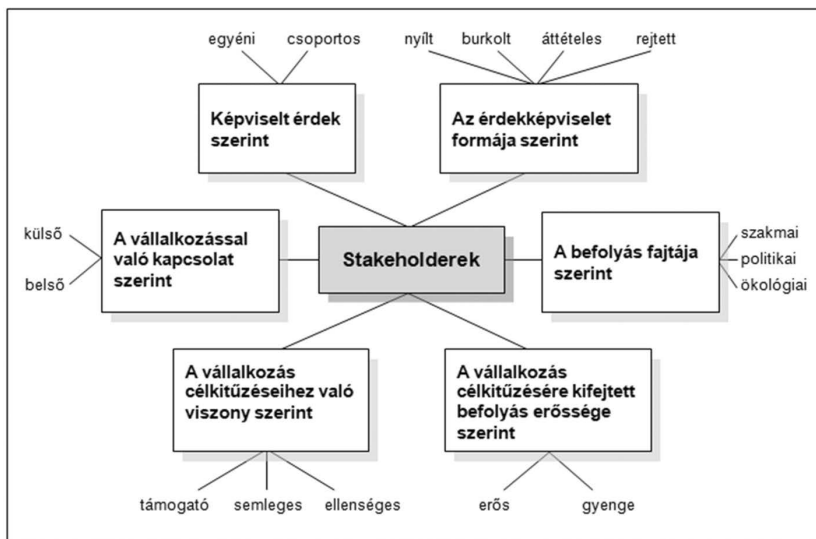 egyéni
csoportos
nyílt
burkolt
áttételes
rejtett
Képviselt érdek
szerint
Az érdekképviselet
formája szerint
külső
belső
A vállalkozással
való kapcsolat
szerint
Stakeholderek
A befolyás fajtája
szerint
szakmai
politikai
ökológiai
A vállalkozás
célkitűzéseihez való
viszony szerint
A vállalkozás
célkitűzésére kifejtett
befolyás erőssége
szerint
támogató
semleges
ellenséges
erős
gyenge